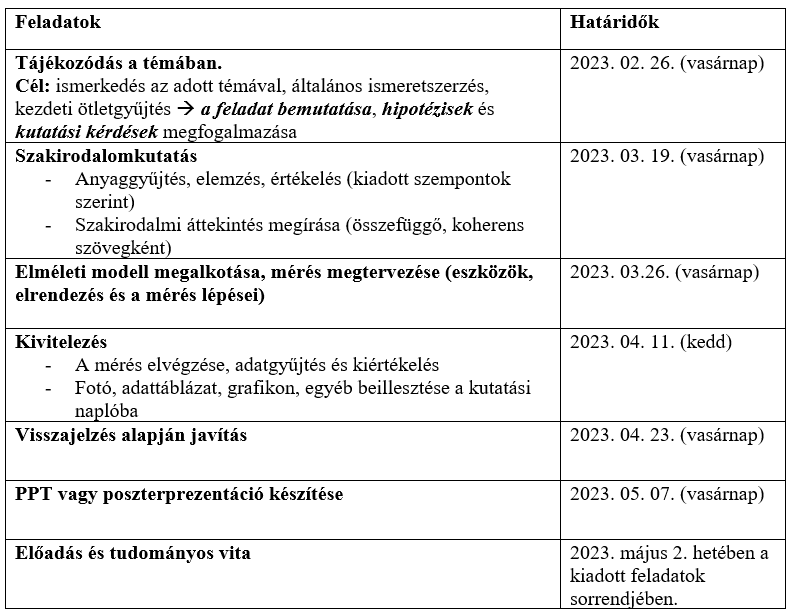 Feladatok
Határidők
Tájékozódás a témában.
2023. 02. 26. (vasárnap)
Cél: ismerkedés az adott témával, általános ismeretszerzés,
kezdeti ötletgyűjtés → a feladat bemutatása, hipotézisek és
kutatási kérdések megfogalmazása
Szakirodalomkutatás
2023. 03. 19. (vasárnap)
- Anyaggyűjtés, elemzés, értékelés (kiadott szempontok
szerint)
- Szakirodalmi áttekintés megírása (összefüggő, koherens
szövegként)
Elméleti modell megalkotása, mérés megtervezése (eszközök,
elrendezés és a mérés lépései)
2023. 03.26. (vasárnap)
Kivitelezés
2023. 04. 11. (kedd)
- A mérés elvégzése, adatgyűjtés és kiértékelés
- Fotó, adattáblázat, grafikon, egyéb beillesztése a kutatási
naplóba
Visszajelzés alapján javítás
2023. 04. 23. (vasárnap)
PPT vagy poszterprezentáció készítése
2023. 05. 07. (vasárnap)
Előadás és tudományos vita
2023. május 2. hetében a
kiadott feladatok
sorrendjében.